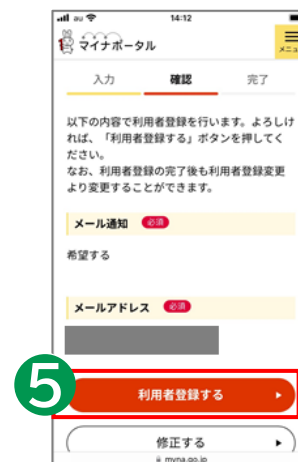 au 14:12
マイナポータル
メニュー
入力 確認 完了
以下の内容で利用者登録を行います。よろしけ
れば、「利用者登録する」ボタンを押してく
ださい。
なお、利用者登録の完了後も利用者登録変更
より変更することができます。
メール通知 必須
希望する
メールアドレス 必須
5
利用者登録する
修正する
myna.go.jp